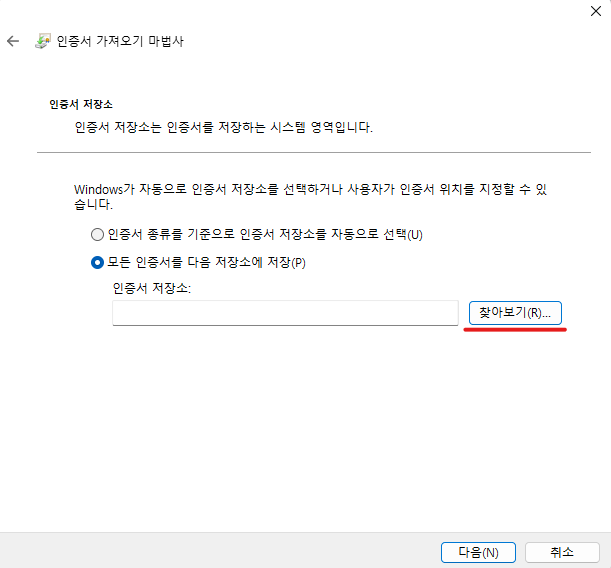 인증서 가져오기 마법사
인증서 저장소
인증서 저장소는 인증서를 저장하는 시스템 영역입니다.
Windows가 자동으로 인증서 저장소를 선택하거나 사용자가 인증서 위치를 지정할 수 있
습니다.
인증서 종류를 기준으로 인증서 저장소를 자동으로 선택(U)
모든 인증서를 다음 저장소에 저장(P)
인증서 저장소:
찾아보기(R)...
다음(N)
취소